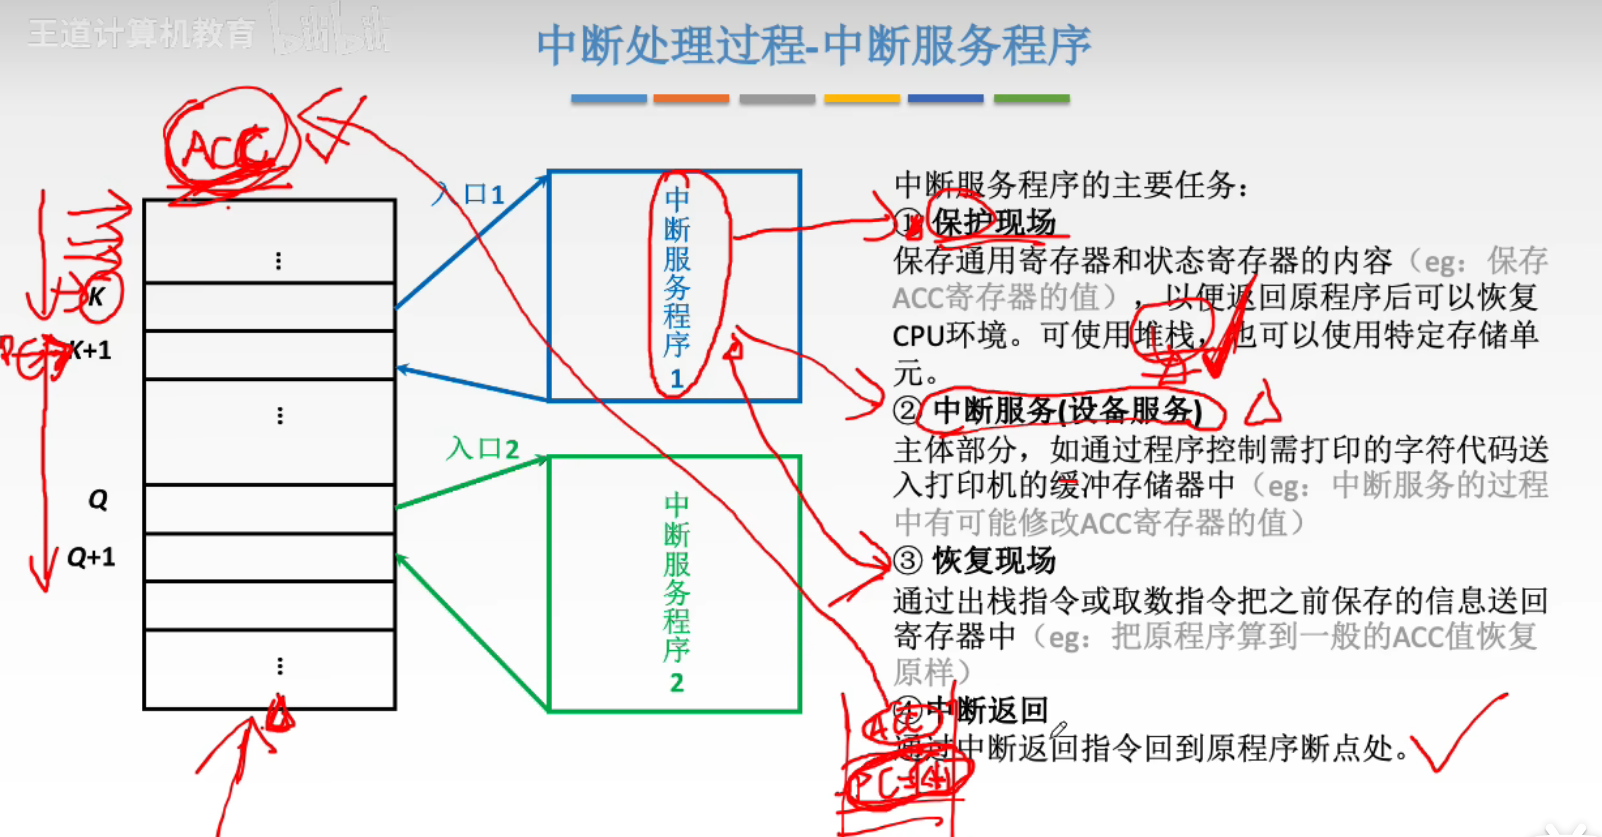 王道计算机教育 bilibili
中断处理过程-中断服务程序
ACC
入口1
⋮
K
K+1
⋮
Q
Q+1
⋮
中断服务程序1
入口2
中断服务程序2
中断服务程序的主要任务：
① 保护现场
保存通用寄存器和状态寄存器的内容（eg：保存
ACC寄存器的值），以便返回原程序后可以恢复
CPU环境。可使用堆栈，也可以使用特定存储单
元。
② 中断服务(设备服务)
主体部分，如通过程序控制需打印的字符代码送
入打印机的缓冲存储器中（eg：中断服务的过程
中有可能修改ACC寄存器的值）
③ 恢复现场
通过出栈指令或取数指令把之前保存的信息送回
寄存器中（eg：把原程序算到一般的ACC值恢复
原样）
④ 中断返回
ACC
通过中断返回指令回到原程序断点处。